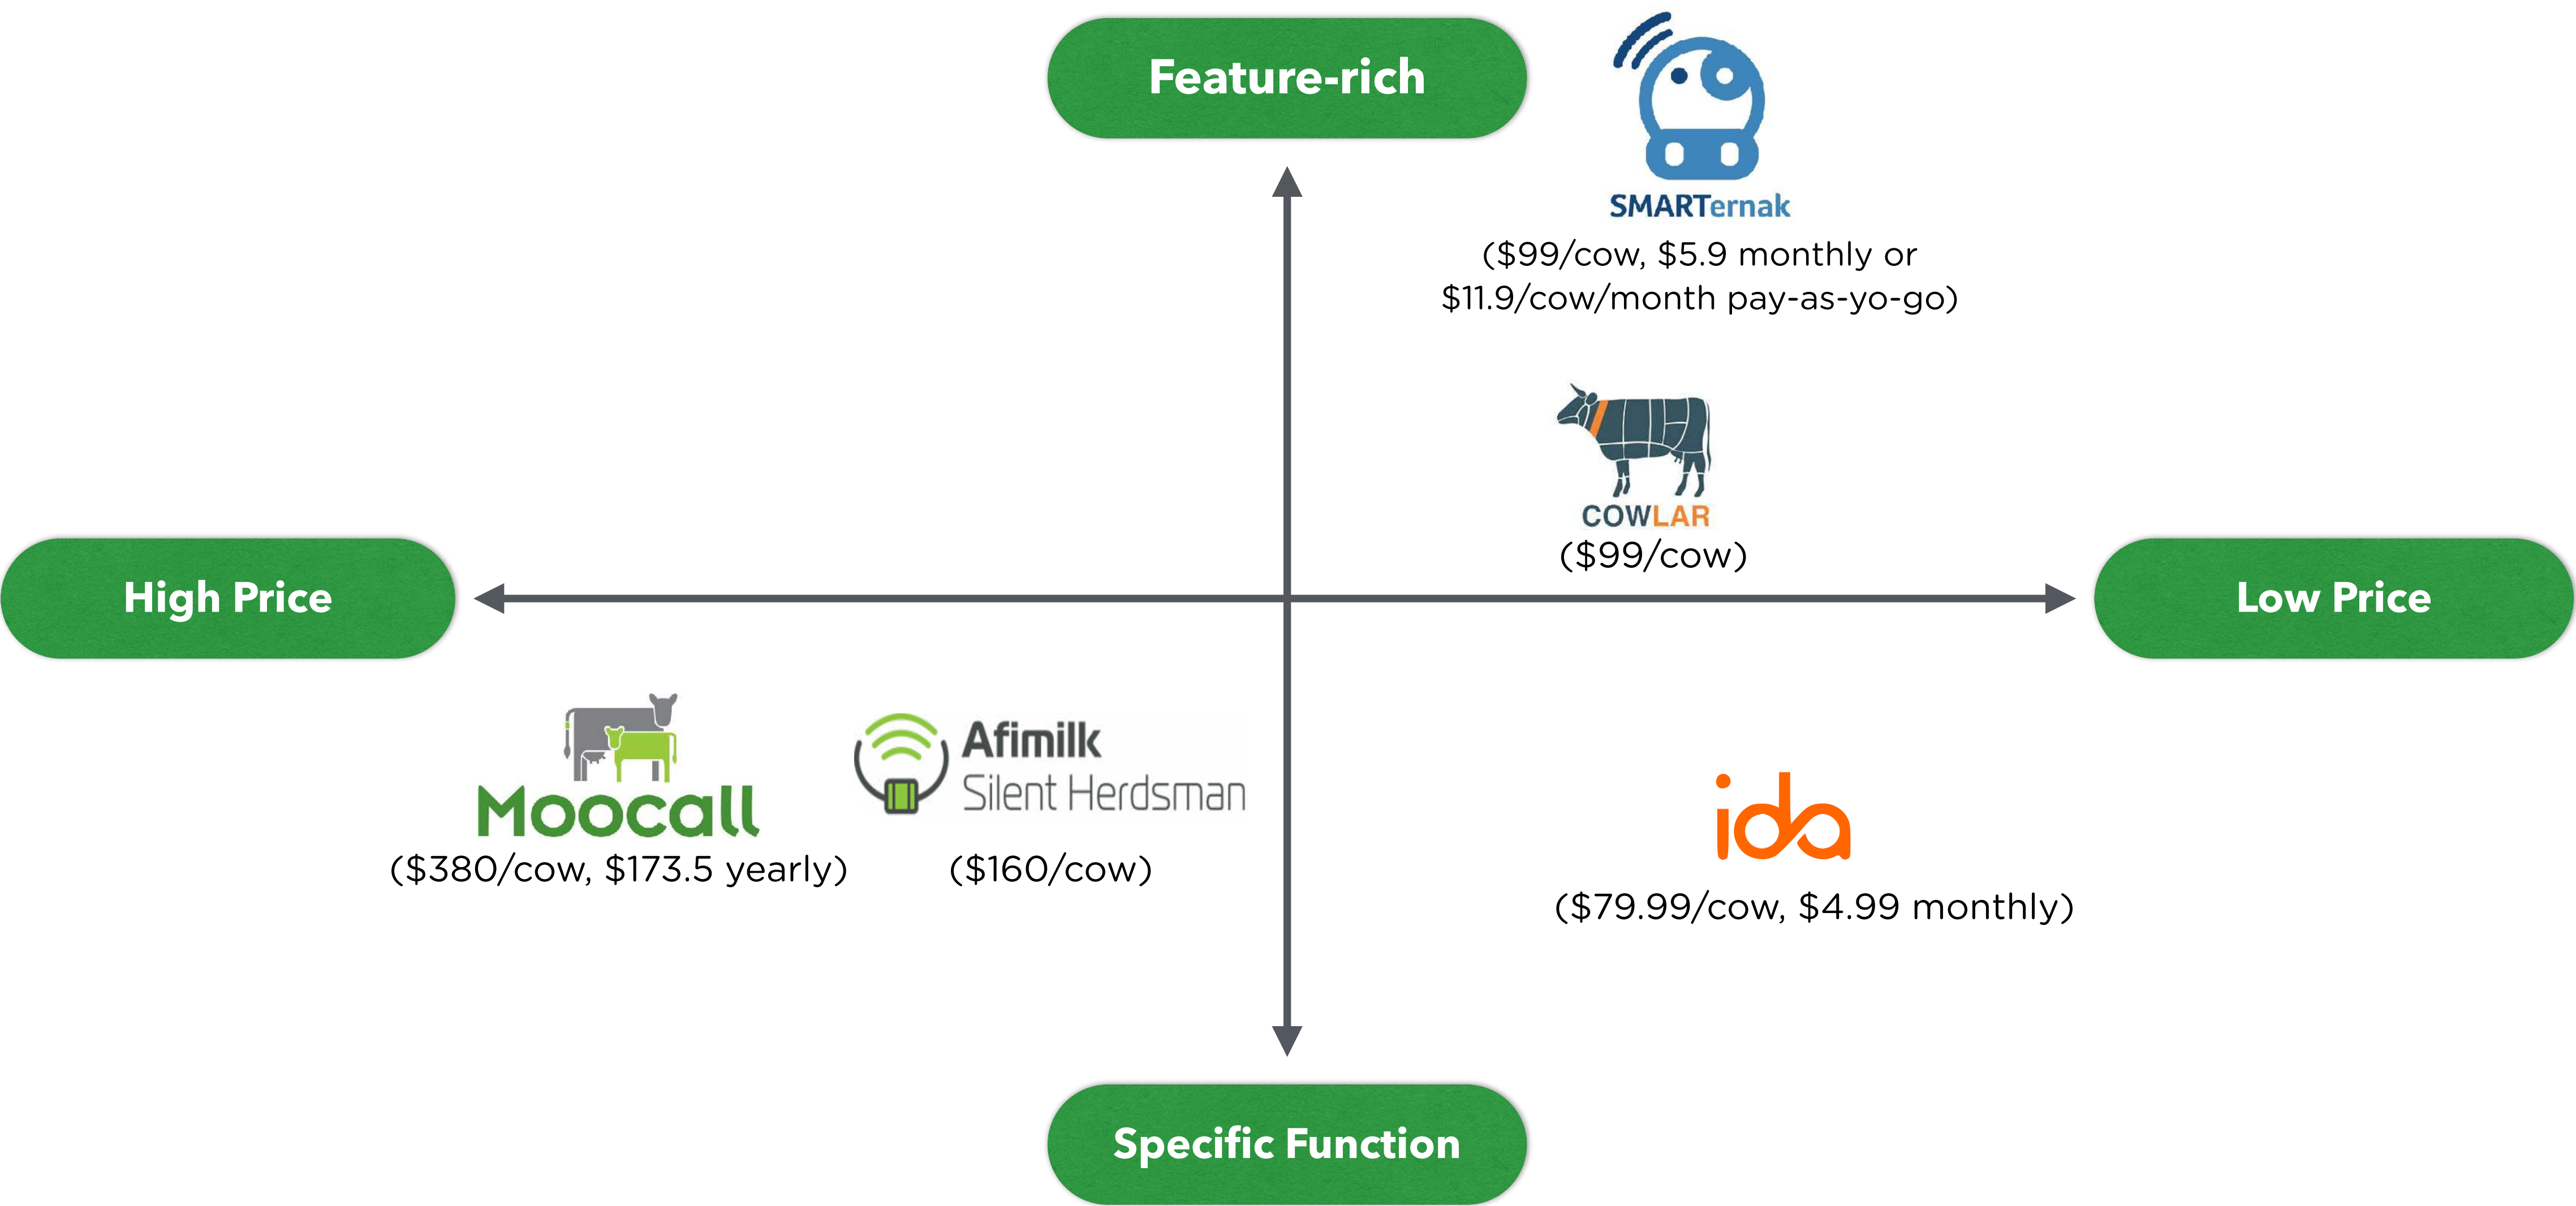 Feature-rich
SMARTernak
($99/cow, $5.9 monthly or
$11.9/cow/month pay-as-yo-go)
COWLAR
($99/cow)
High Price
Low Price
Moocall
($380/cow, $173.5 yearly)
Afimilk
Silent Herdsman
($160/cow)
ida
($79.99/cow, $4.99 monthly)
Specific Function